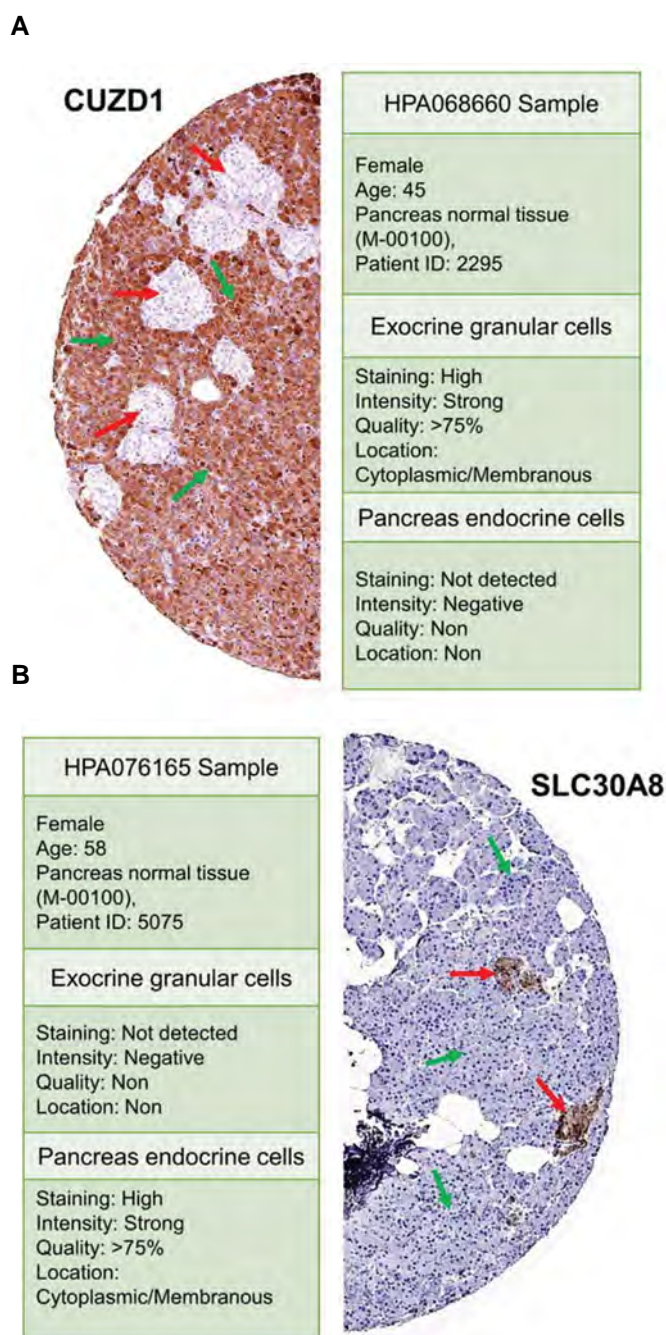 A
CUZD1
HPA068660 Sample
Female
Age: 45
Pancreas normal tissue
(M-00100),
Patient ID: 2295
Exocrine granular cells
Staining: High
Intensity: Strong
Quality: >75%
Location:
Cytoplasmic/Membranous
Pancreas endocrine cells
Staining: Not detected
Intensity: Negative
Quality: Non
Location: Non
B
HPA076165 Sample
Female
Age: 58
Pancreas normal tissue
(M-00100),
Patient ID: 5075
Exocrine granular cells
Staining: Not detected
Intensity: Negative
Quality: Non
Location: Non
Pancreas endocrine cells
Staining: High
Intensity: Strong
Quality: >75%
Location:
Cytoplasmic/Membranous
SLC30A8